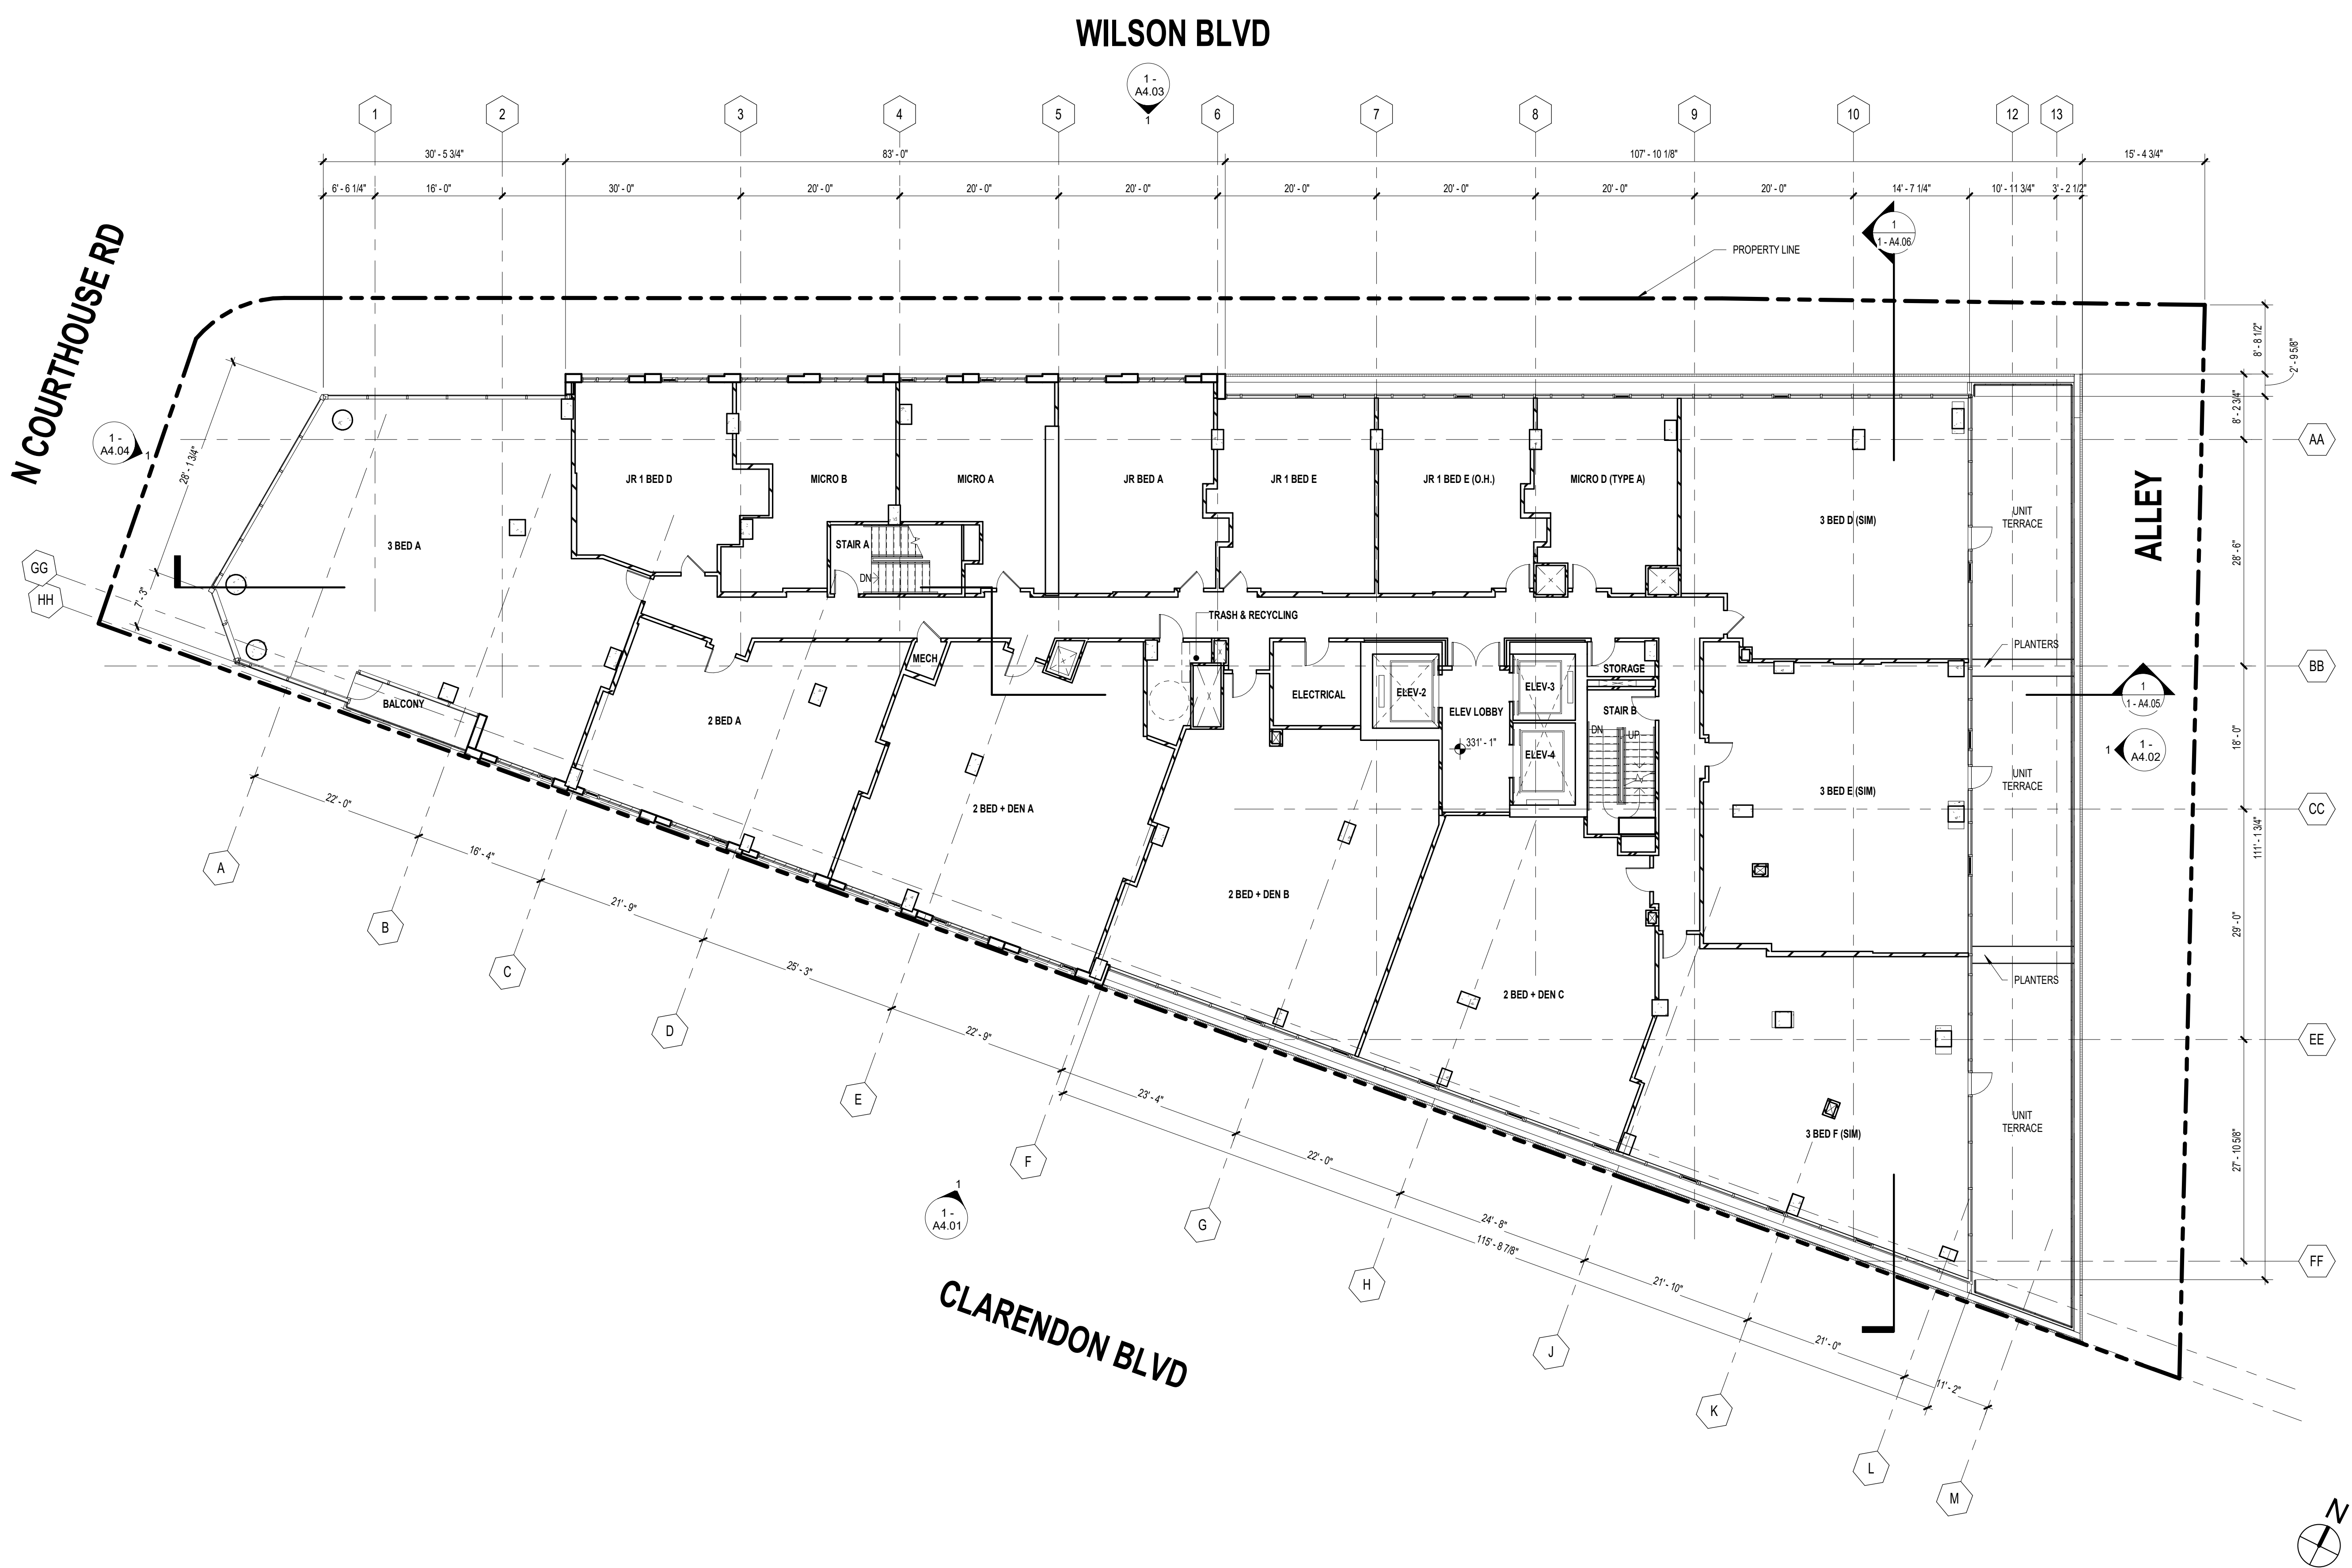 WILSON BLVD
1 -
A4.03
1
1
2
3
4
5
6
7
8
9
10
12
13
30' - 5 3/4"
83' - 0"
107' - 10 1/8"
15' - 4 3/4"
6' - 6 1/4"
16' - 0"
30' - 0"
20' - 0"
20' - 0"
20' - 0"
20' - 0"
20' - 0"
20' - 0"
20' - 0"
14' - 7 1/4"
10' - 11 3/4"
3' - 2 1/2"
N COURTHOUSE RD
1
1 - A4.06
PROPERTY LINE
8' - 8 1/2"
2' - 9 5/8"
8' - 2 3/4"
AA
1 -
A4.04
1
28' - 1 3/4"
JR 1 BED D
MICRO B
MICRO A
JR BED A
JR 1 BED E
JR 1 BED E (O.H.)
MICRO D (TYPE A)
3 BED D (SIM)
UNIT
TERRACE
ALLEY
3 BED A
STAIR A
DN
28' - 6"
GG
HH
7' - 3"
TRASH & RECYCLING
PLANTERS
MECH
STORAGE
BB
BALCONY
2 BED A
ELECTRICAL
ELEV-2
ELEV-3
ELEV LOBBY
STAIR B
DN
UP
1
1 - A4.05
331' - 1"
ELEV-4
18' - 0"
1
1 -
A4.02
UNIT
TERRACE
3 BED E (SIM)
2 BED + DEN A
CC
111' - 1 3/4"
22' - 0"
16' - 4"
21' - 9"
25' - 3"
22' - 9"
23' - 4"
22' - 0"
24' - 8"
115' - 8 7/8"
21' - 10"
21' - 0"
11' - 2"
2 BED + DEN B
29' - 0"
2 BED + DEN C
PLANTERS
EE
UNIT
TERRACE
3 BED F (SIM)
27' - 10 5/8"
FF
A
B
C
D
E
F
G
H
J
K
L
M
1
1 -
A4.01
CLARENDON BLVD
N